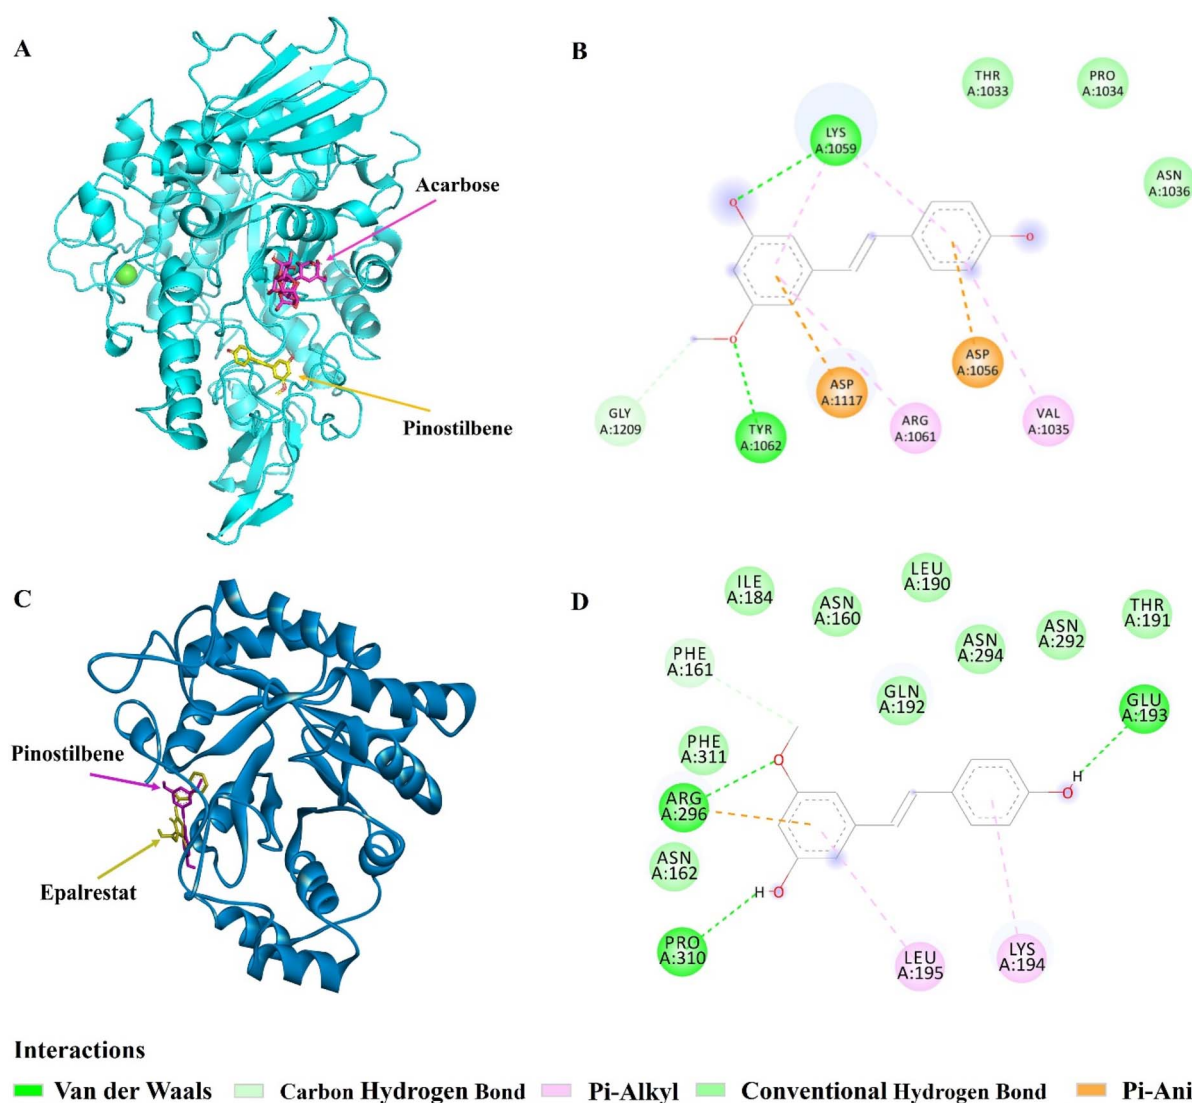 A
Acarbose
Pinostilbene
B
THR
A:1033
PRO
A:1034
LYS
A:1059
ASN
A:1036
O
O
O
ASP
A:1056
ASP
A:1117
GLY
A:1209
TYR
A:1062
ARG
A:1061
VAL
A:1035
C
Pinostilbene
Epalrestat
D
ILE
A:184
ASN
A:160
LEU
A:190
THR
A:191
ASN
A:292
ASN
A:294
PHE
A:161
GLN
A:192
GLU
A:193
PHE
A:311
O
H
O
ARG
A:296
ASN
A:162
H
O
PRO
A:310
LEU
A:195
LYS
A:194
Interactions
Van der Waals Carbon Hydrogen Bond Pi-Alkyl Conventional Hydrogen Bond Pi-Ani